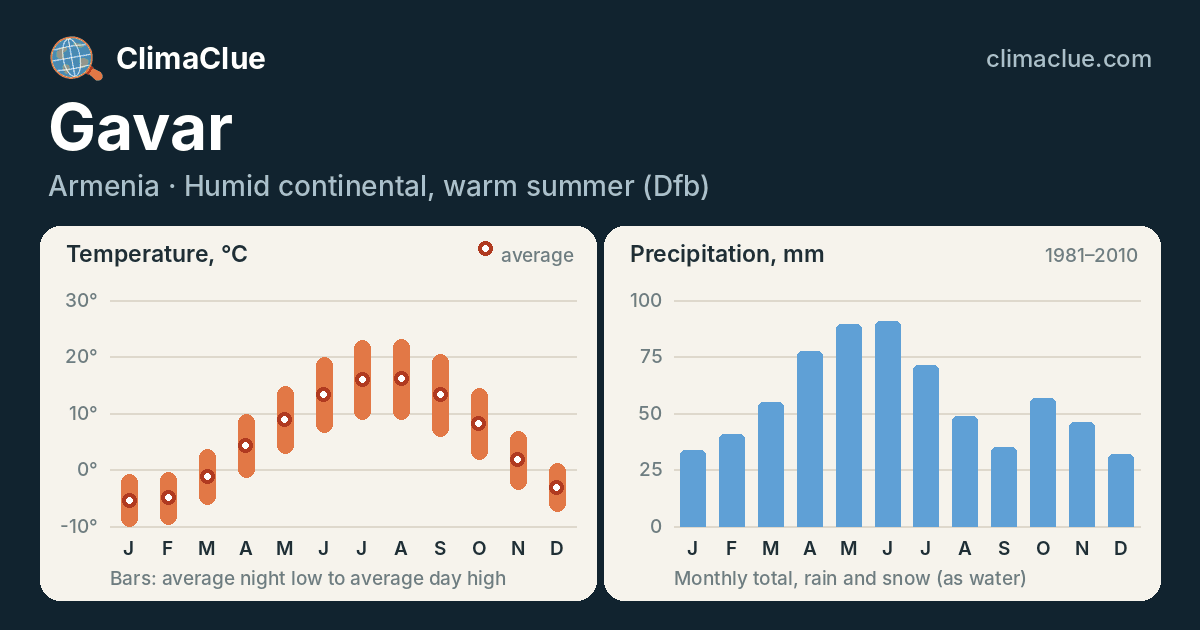 ClimaClue
climaclue.com
Gavar
Armenia · Humid continental, warm summer (Dfb)
Temperature, °C
average
30°
20°
10°
0°
-10°
J F M A M J J A S O N D
Bars: average night low to average day high
Precipitation, mm
1981–2010
100
75
50
25
0
J F M A M J J A S O N D
Monthly total, rain and snow (as water)